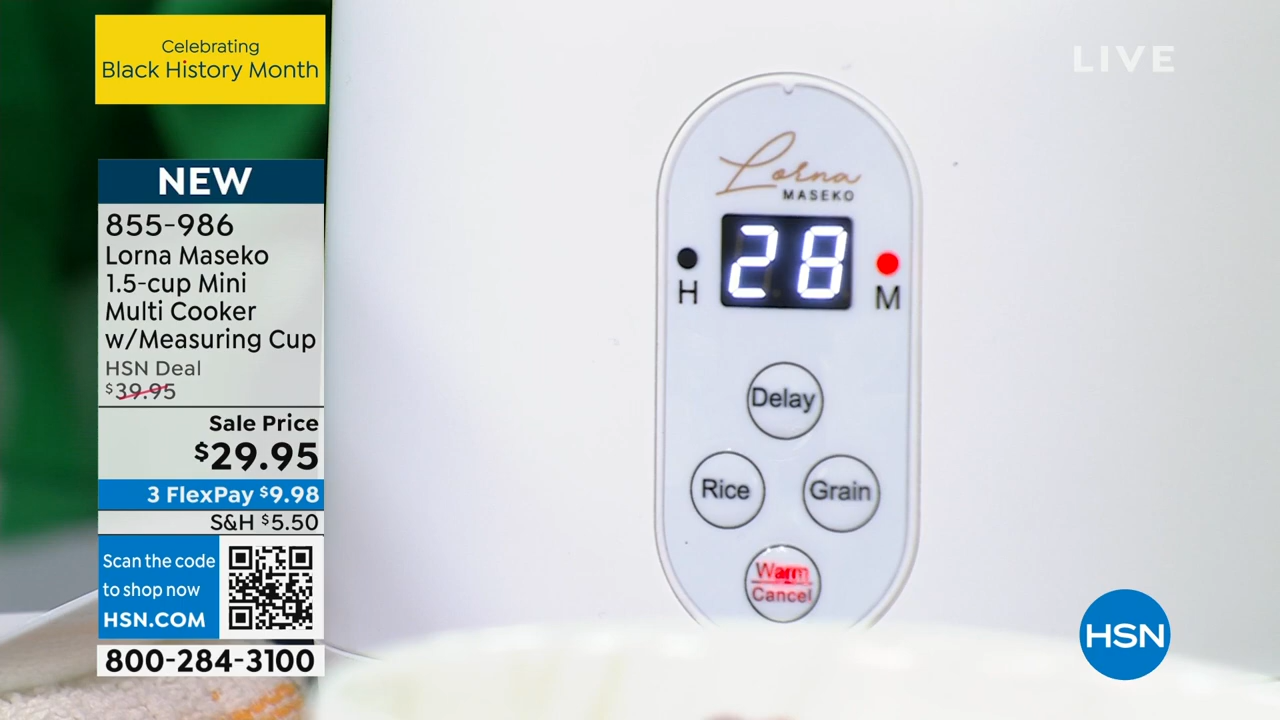 Celebrating
Black History Month
LIVE
NEW
855-986
Lorna Maseko
1.5-cup Mini
Multi Cooker
w/Measuring Cup
HSN Deal
$39.95
Sale Price
$29.95
3 FlexPay $9.98
S&H $5.50
Scan the code
to shop now
HSN.COM
800-284-3100
Lorna
MASEKO
28
H
M
Delay
Rice
Grain
Warm
Cancel
HSN